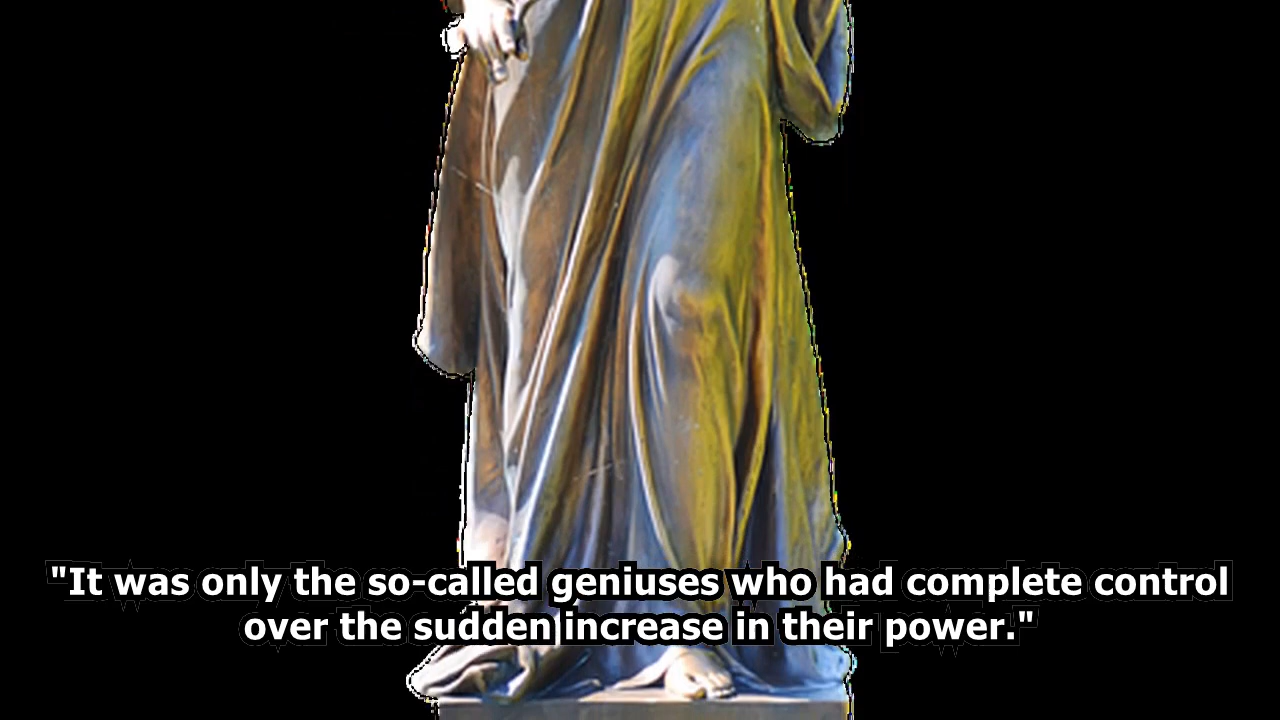 "It was only the so-called geniuses who had complete control
over the sudden increase in their power."